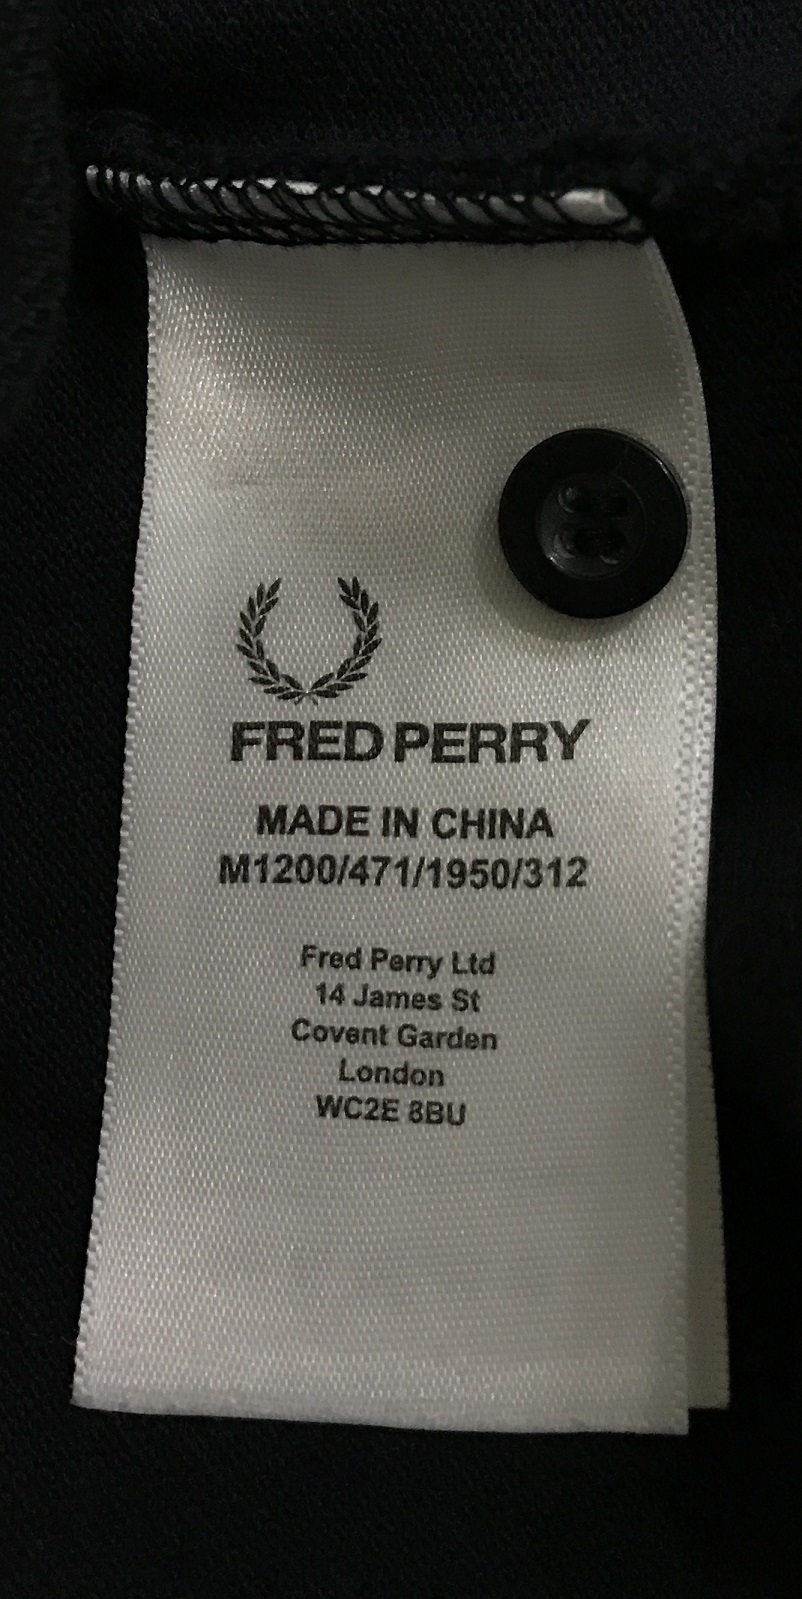 FRED PERRY
MADE IN CHINA
M1200/471/1950/312
Fred Perry Ltd
14 James St
Covent Garden
London
WC2E 8BU